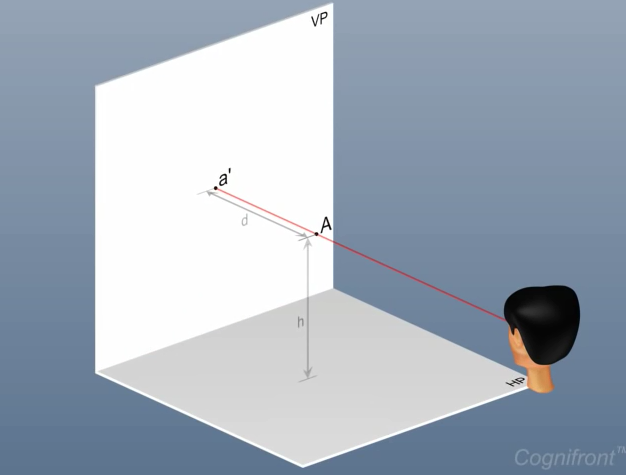 VP
a'
d
A
h
HP
Cognifront™